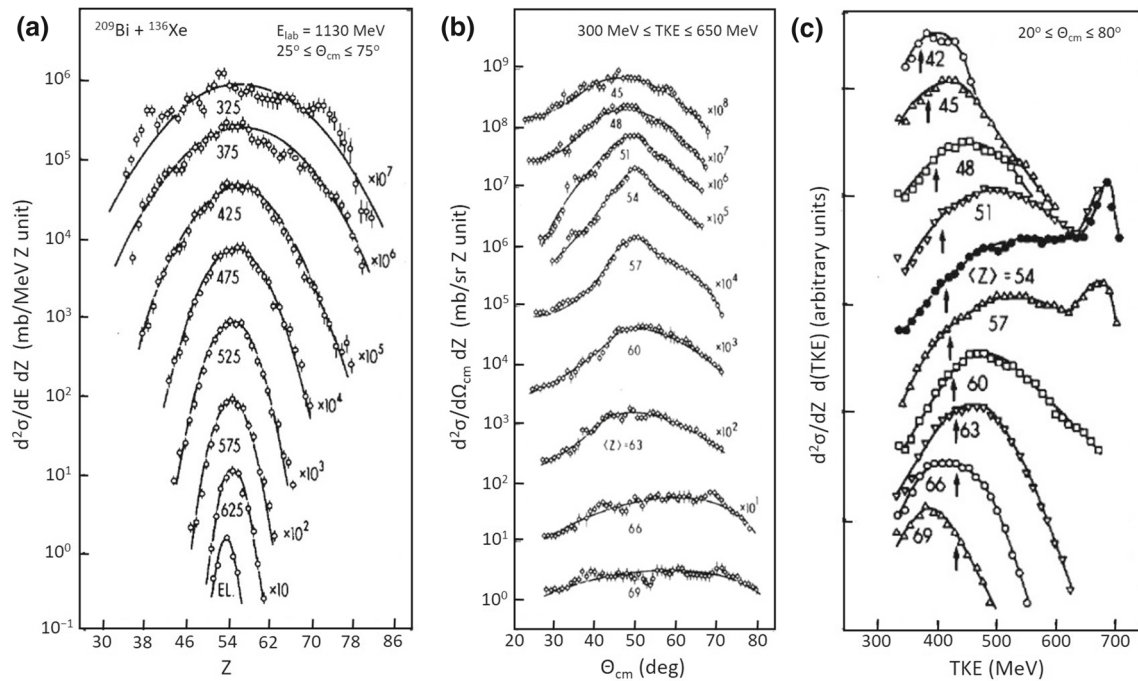 (a)
²⁰⁹Bi + ¹³⁶Xe
E_lab = 1130 MeV
25° ≤ Θ_cm ≤ 75°
d²σ/dE dZ (mb/MeV Z unit)
10⁶
10⁵
10⁴
10³
10²
10¹
10⁰
10⁻¹
325
×10⁷
375
×10⁶
425
×10⁵
475
×10⁴
525
×10³
575
×10²
625
×10
EL.
30 38 46 54 62 70 78 86
Z
(b)
300 MeV ≤ TKE ≤ 650 MeV
d²σ/dΩ_cm dZ (mb/sr Z unit)
10⁹
10⁸
10⁷
10⁶
10⁵
10⁴
10³
10²
10¹
10⁰
45
×10⁸
48
×10⁷
51
×10⁶
54
×10⁵
57
×10⁴
60
×10³
⟨Z⟩=63
×10²
66
×10¹
69
20 30 40 50 60 70 80
Θ_cm (deg)
(c)
20° ≤ Θ_cm ≤ 80°
d²σ/dZ d(TKE) (arbitrary units)
42
45
48
51
⟨Z⟩ = 54
57
60
63
66
69
300 400 500 600 700
TKE (MeV)